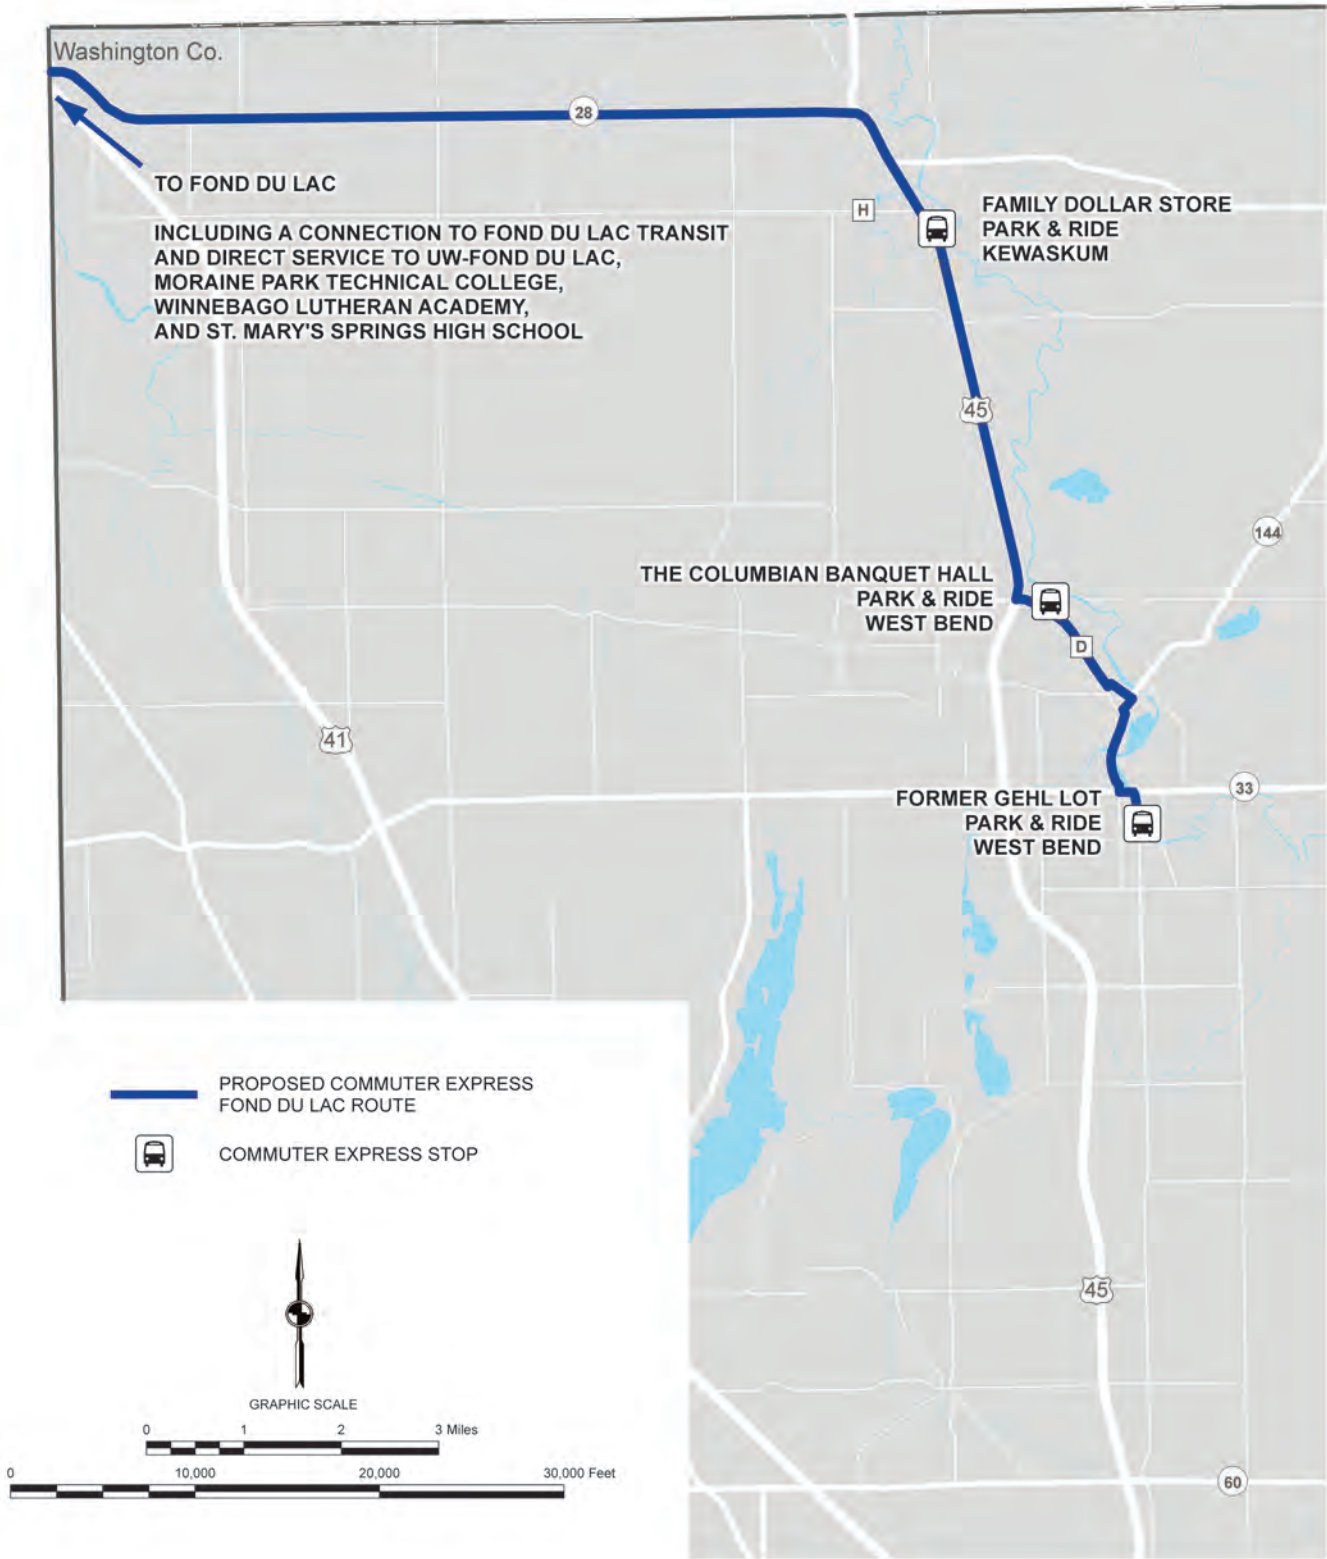 Washington Co.
28
TO FOND DU LAC
INCLUDING A CONNECTION TO FOND DU LAC TRANSIT
AND DIRECT SERVICE TO UW-FOND DU LAC,
MORAINE PARK TECHNICAL COLLEGE,
WINNEBAGO LUTHERAN ACADEMY,
AND ST. MARY'S SPRINGS HIGH SCHOOL
H
FAMILY DOLLAR STORE
PARK & RIDE
KEWASKUM
45
144
THE COLUMBIAN BANQUET HALL
PARK & RIDE
WEST BEND
D
41
33
FORMER GEHL LOT
PARK & RIDE
WEST BEND
PROPOSED COMMUTER EXPRESS
FOND DU LAC ROUTE
COMMUTER EXPRESS STOP
45
GRAPHIC SCALE
0 1 2 3 Miles
0 10,000 20,000 30,000 Feet
60